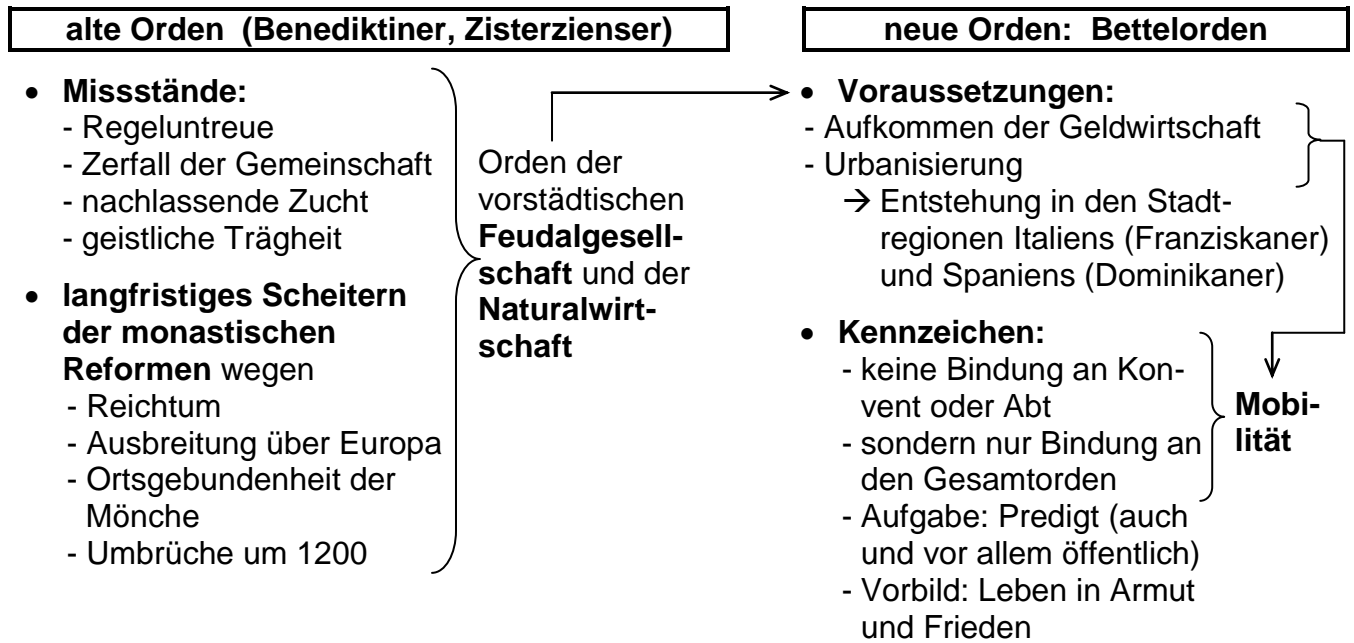 alte Orden (Benediktiner, Zisterzienser)
• Missstände:
- Regeluntreue
- Zerfall der Gemeinschaft
- nachlassende Zucht
- geistliche Trägheit
• langfristiges Scheitern
der monastischen
Reformen wegen
- Reichtum
- Ausbreitung über Europa
- Ortsgebundenheit der
Mönche
- Umbrüche um 1200
Orden der
vorstädtischen
Feudalgesell-
schaft und der
Naturalwirt-
schaft
neue Orden: Bettelorden
• Voraussetzungen:
- Aufkommen der Geldwirtschaft
- Urbanisierung
→ Entstehung in den Stadt-
regionen Italiens (Franziskaner)
und Spaniens (Dominikaner)
• Kennzeichen:
- keine Bindung an Kon-
vent oder Abt
- sondern nur Bindung an
den Gesamtorden
- Aufgabe: Predigt (auch
und vor allem öffentlich)
- Vorbild: Leben in Armut
und Frieden
Mobi-
lität